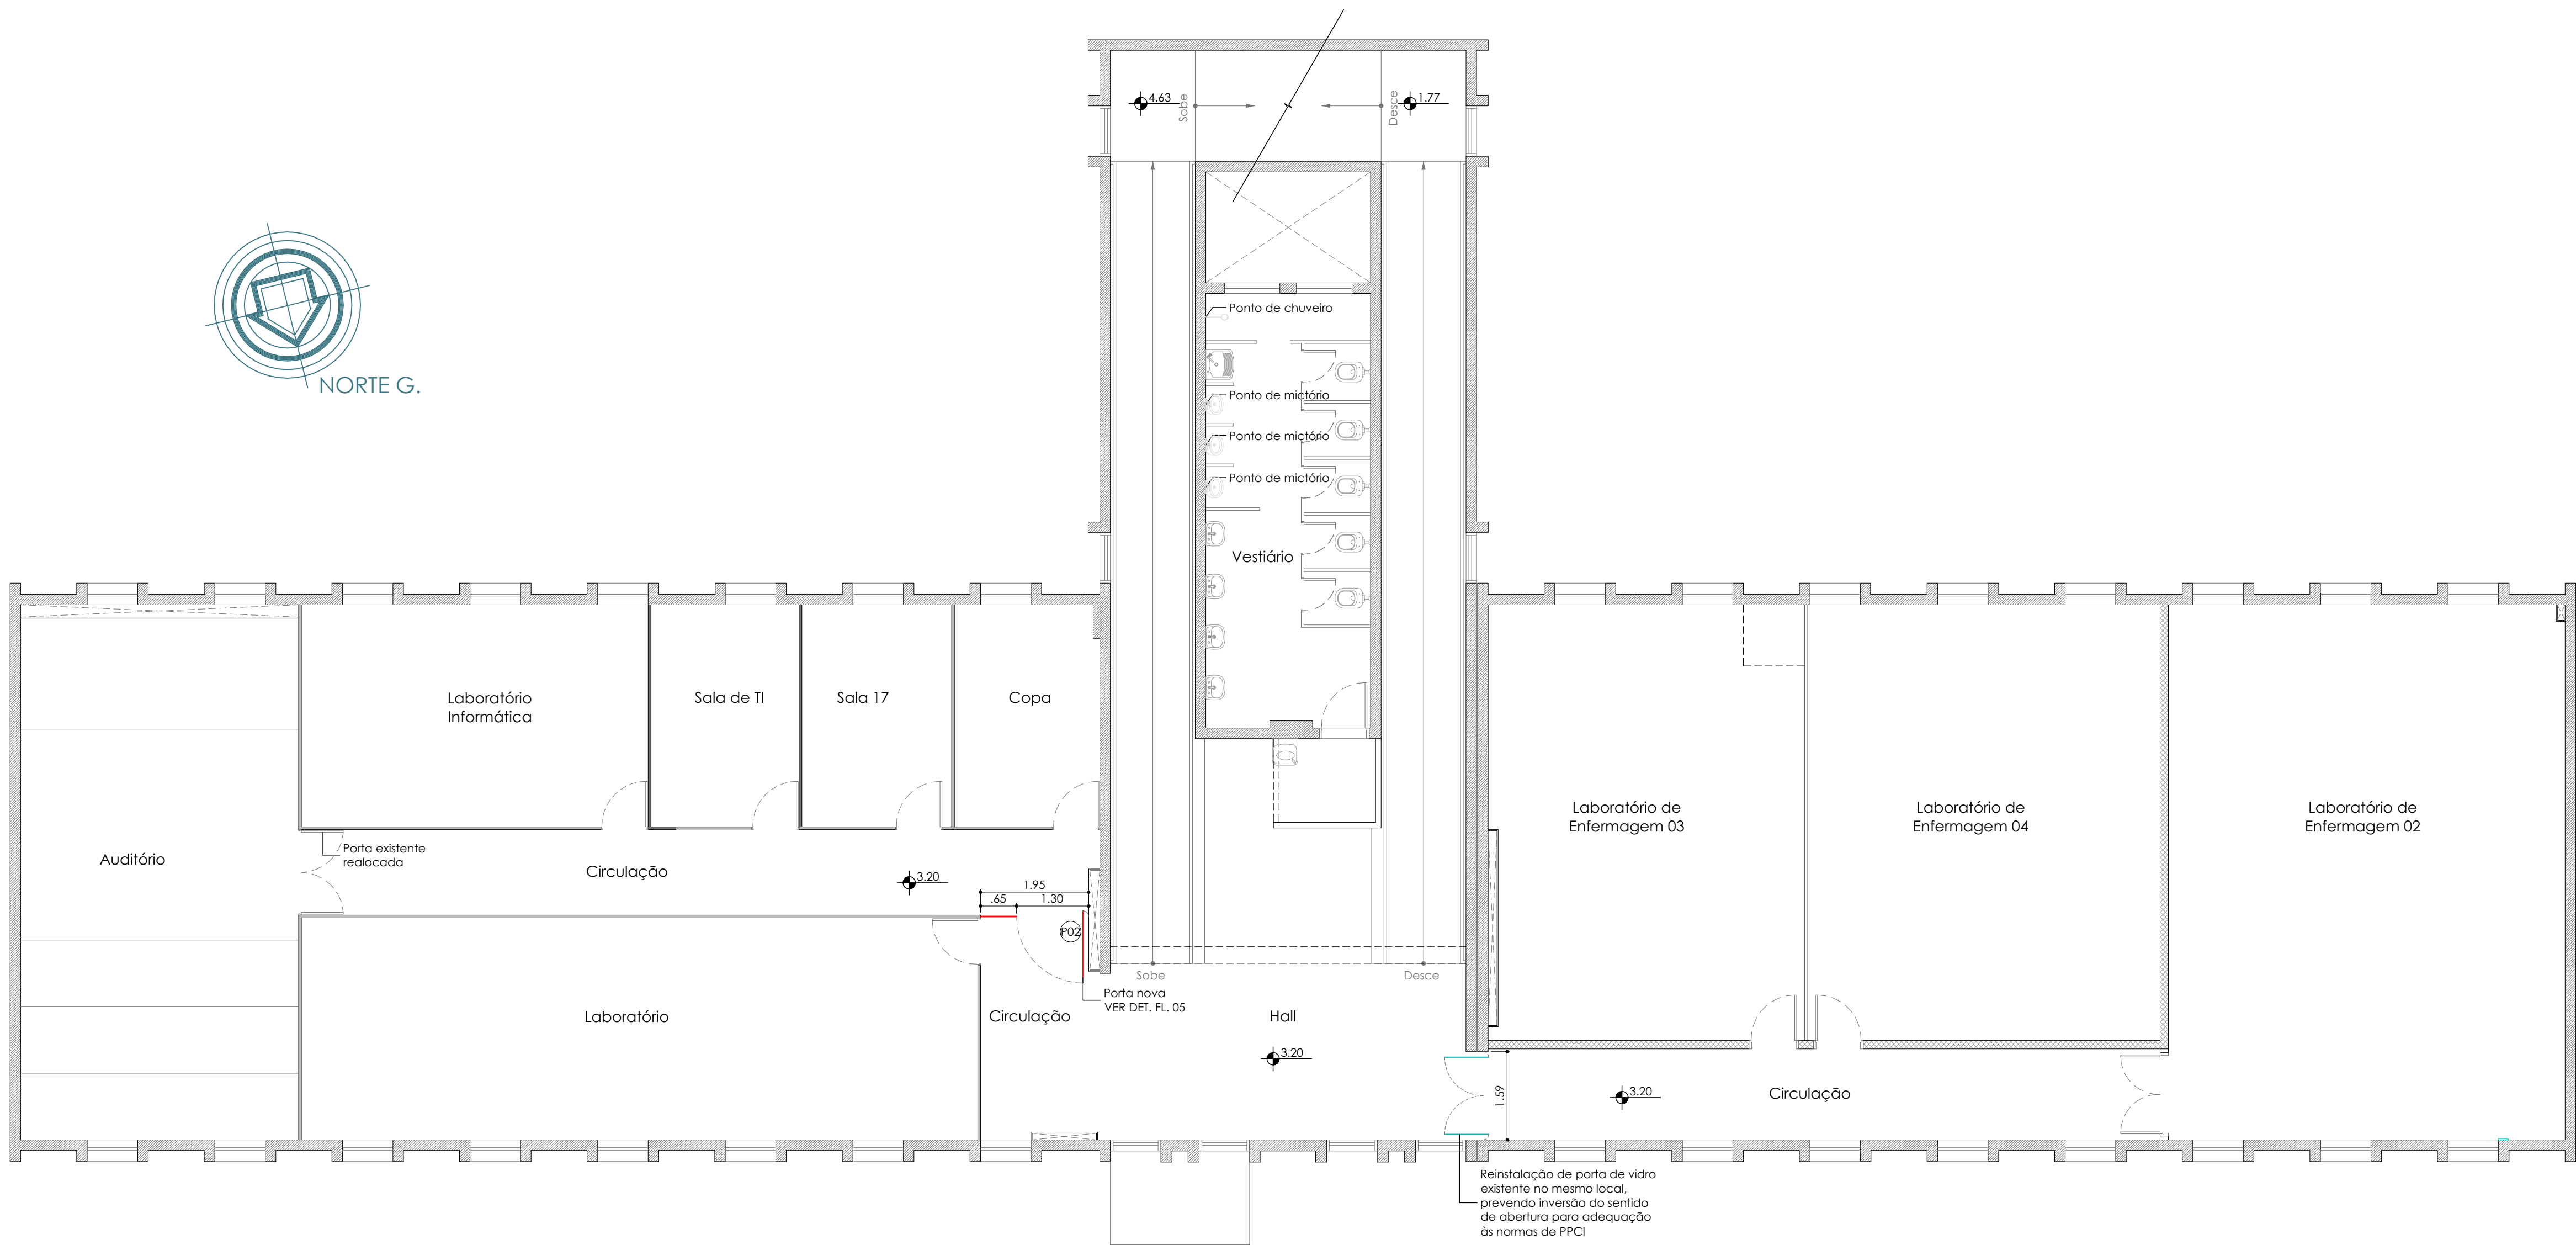 4.63
Sobe
Desce
1.77
NORTE G.
Ponto de chuveiro
Ponto de mictório
Ponto de mictório
Ponto de mictório
Vestiário
Laboratório
Informática
Sala de TI
Sala 17
Copa
Auditório
Porta existente
realocada
Circulação
3.20
1.95
.65
1.30
P02
Sobe
Desce
Porta nova
VER DET. FL. 05
Laboratório
Circulação
Hall
3.20
Laboratório de
Enfermagem 03
Laboratório de
Enfermagem 04
Laboratório de
Enfermagem 02
1.59
3.20
Circulação
Reinstalação de porta de vidro
existente no mesmo local,
prevendo inversão do sentido
de abertura para adequação
às normas de PPCI